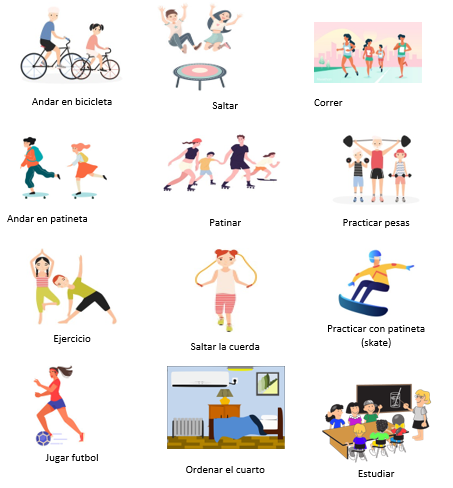 Andar en bicicleta
Saltar
Correr
Andar en patineta
Patinar
Practicar pesas
Ejercicio
Saltar la cuerda
Practicar con patineta
(skate)
Jugar futbol
Ordenar el cuarto
Estudiar